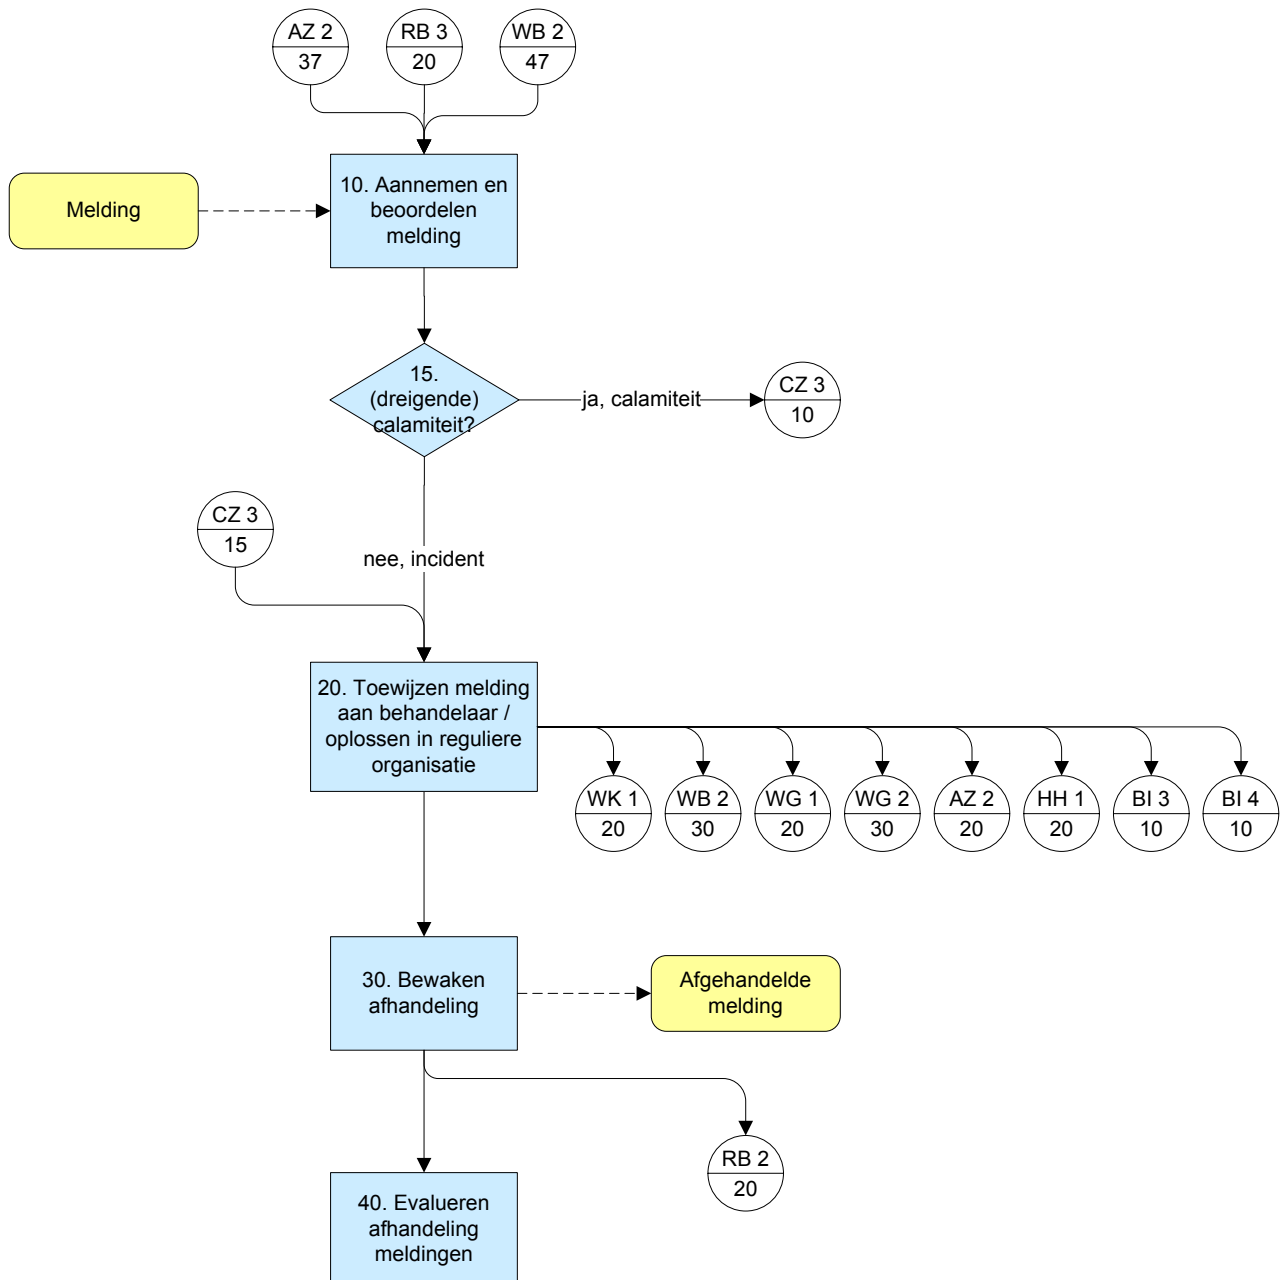 AZ 2
37
RB 3
20
WB 2
47
Melding
10. Aannemen en
beoordelen
melding
15.
(dreigende)
calamiteit?
ja, calamiteit
CZ 3
10
CZ 3
15
nee, incident
20. Toewijzen melding
aan behandelaar /
oplossen in reguliere
organisatie
WK 1
20
WB 2
30
WG 1
20
WG 2
30
AZ 2
20
HH 1
20
BI 3
10
BI 4
10
30. Bewaken
afhandeling
Afgehandelde
melding
RB 2
20
40. Evalueren
afhandeling
meldingen